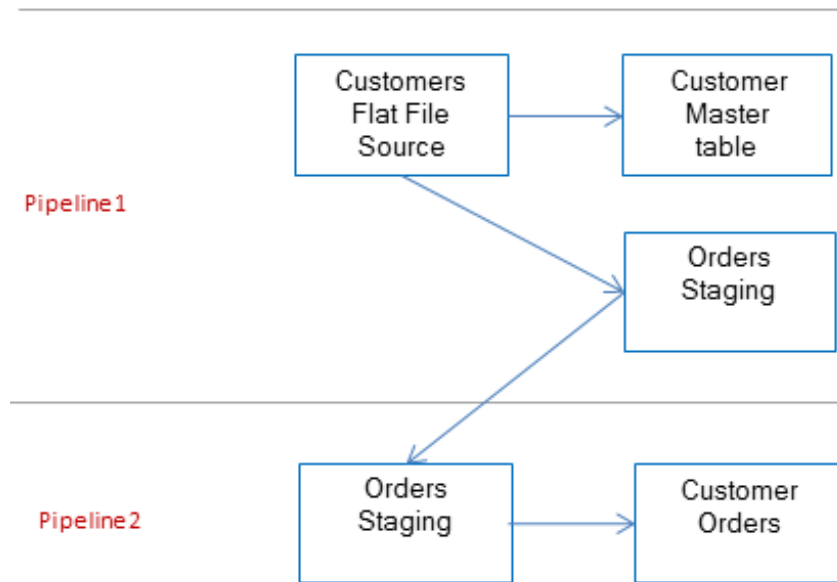 Customers
Flat File
Source
Customer
Master
table
Pipeline1
Orders
Staging
Orders
Staging
Customer
Orders
Pipeline2